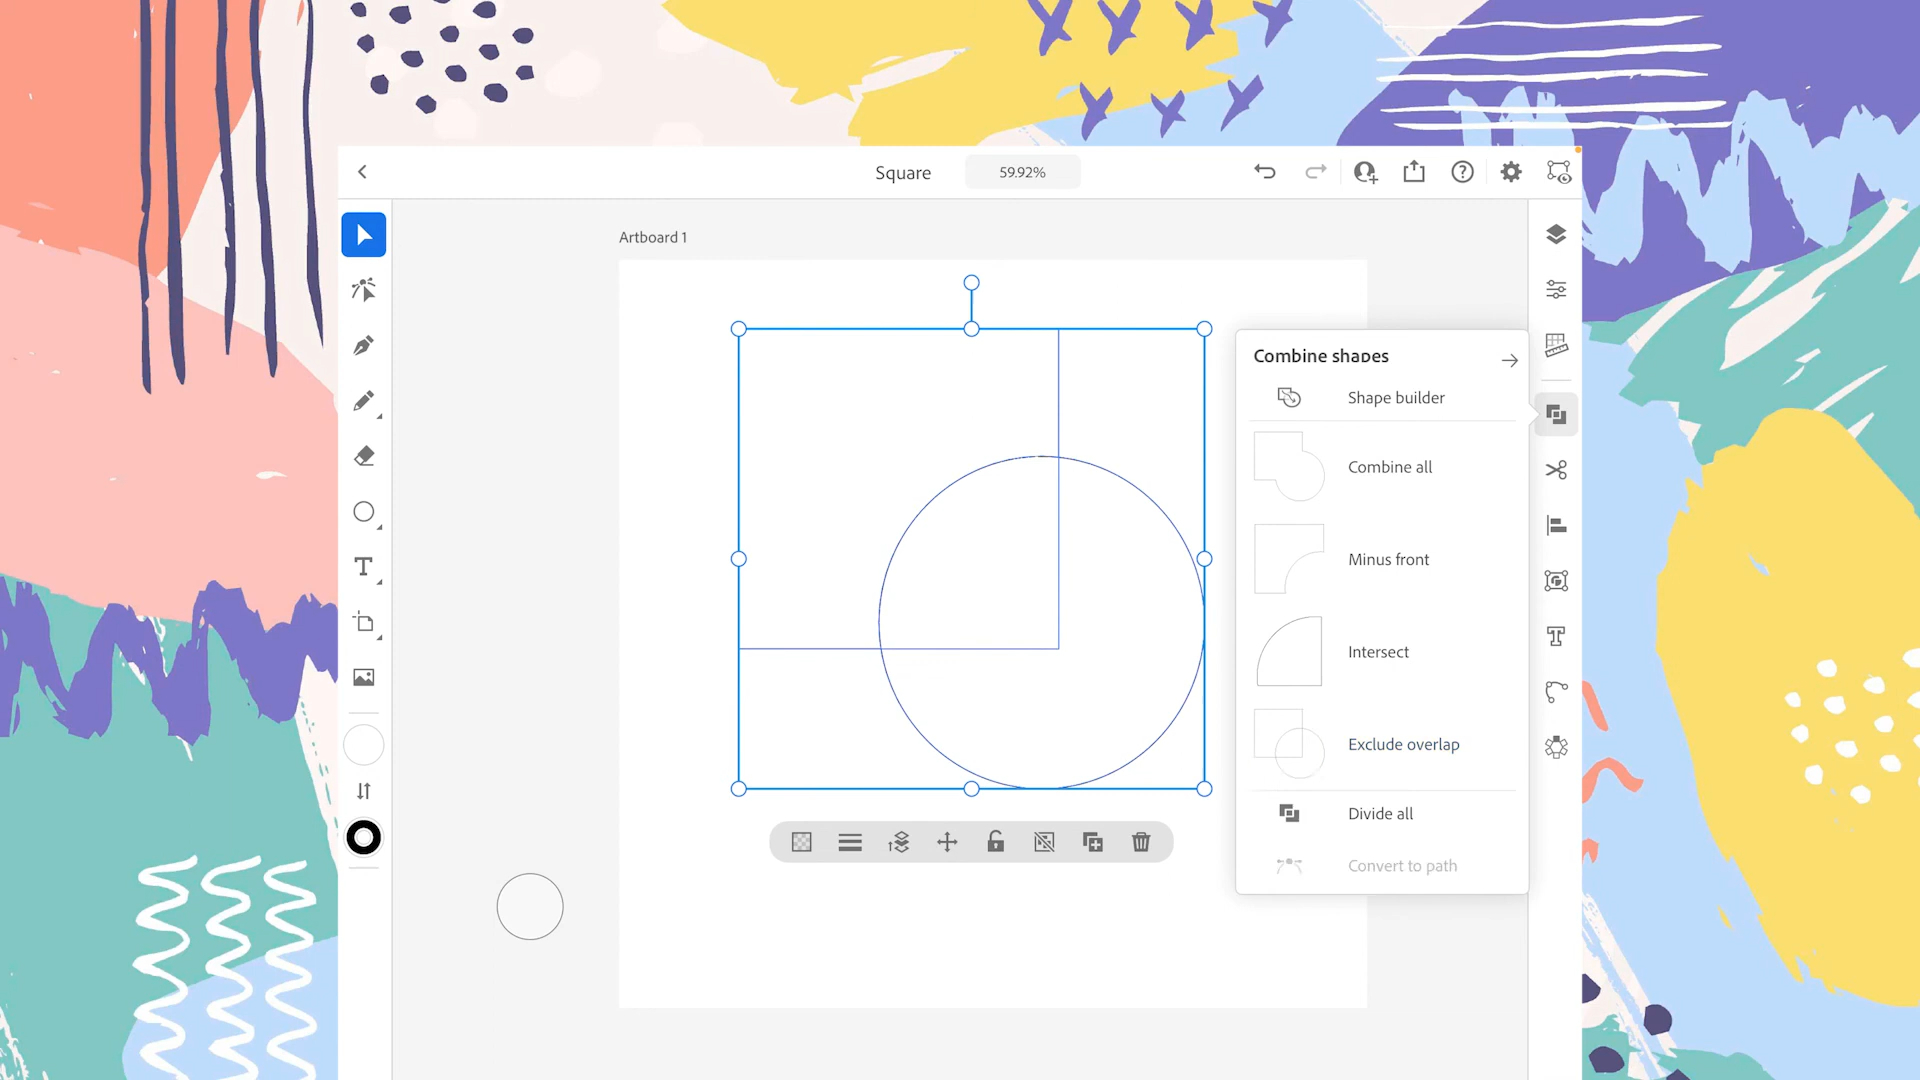 Square
59.92%
Artboard 1
Combine shapes
Shape builder
Combine all
Minus front
Intersect
Exclude overlap
Divide all
Convert to path